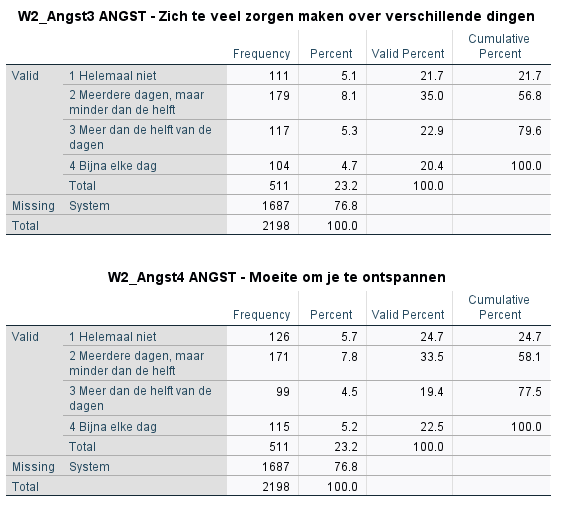 W2_Angst3 ANGST - Zich te veel zorgen maken over verschillende dingen
Frequency Percent Valid Percent Cumulative Percent
Valid 1 Helemaal niet 111 5.1 21.7 21.7
2 Meerdere dagen, maar minder dan de helft 179 8.1 35.0 56.8
3 Meer dan de helft van de dagen 117 5.3 22.9 79.6
4 Bijna elke dag 104 4.7 20.4 100.0
Total 511 23.2 100.0
Missing System 1687 76.8
Total 2198 100.0
W2_Angst4 ANGST - Moeite om je te ontspannen
Frequency Percent Valid Percent Cumulative Percent
Valid 1 Helemaal niet 126 5.7 24.7 24.7
2 Meerdere dagen, maar minder dan de helft 171 7.8 33.5 58.1
3 Meer dan de helft van de dagen 99 4.5 19.4 77.5
4 Bijna elke dag 115 5.2 22.5 100.0
Total 511 23.2 100.0
Missing System 1687 76.8
Total 2198 100.0